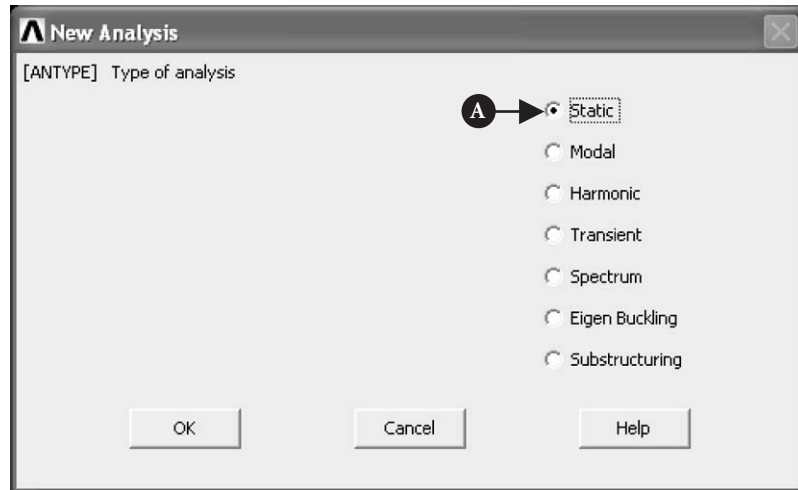 New Analysis
[ANTYPE] Type of analysis
A
Static
Modal
Harmonic
Transient
Spectrum
Eigen Buckling
Substructuring
OK Cancel Help